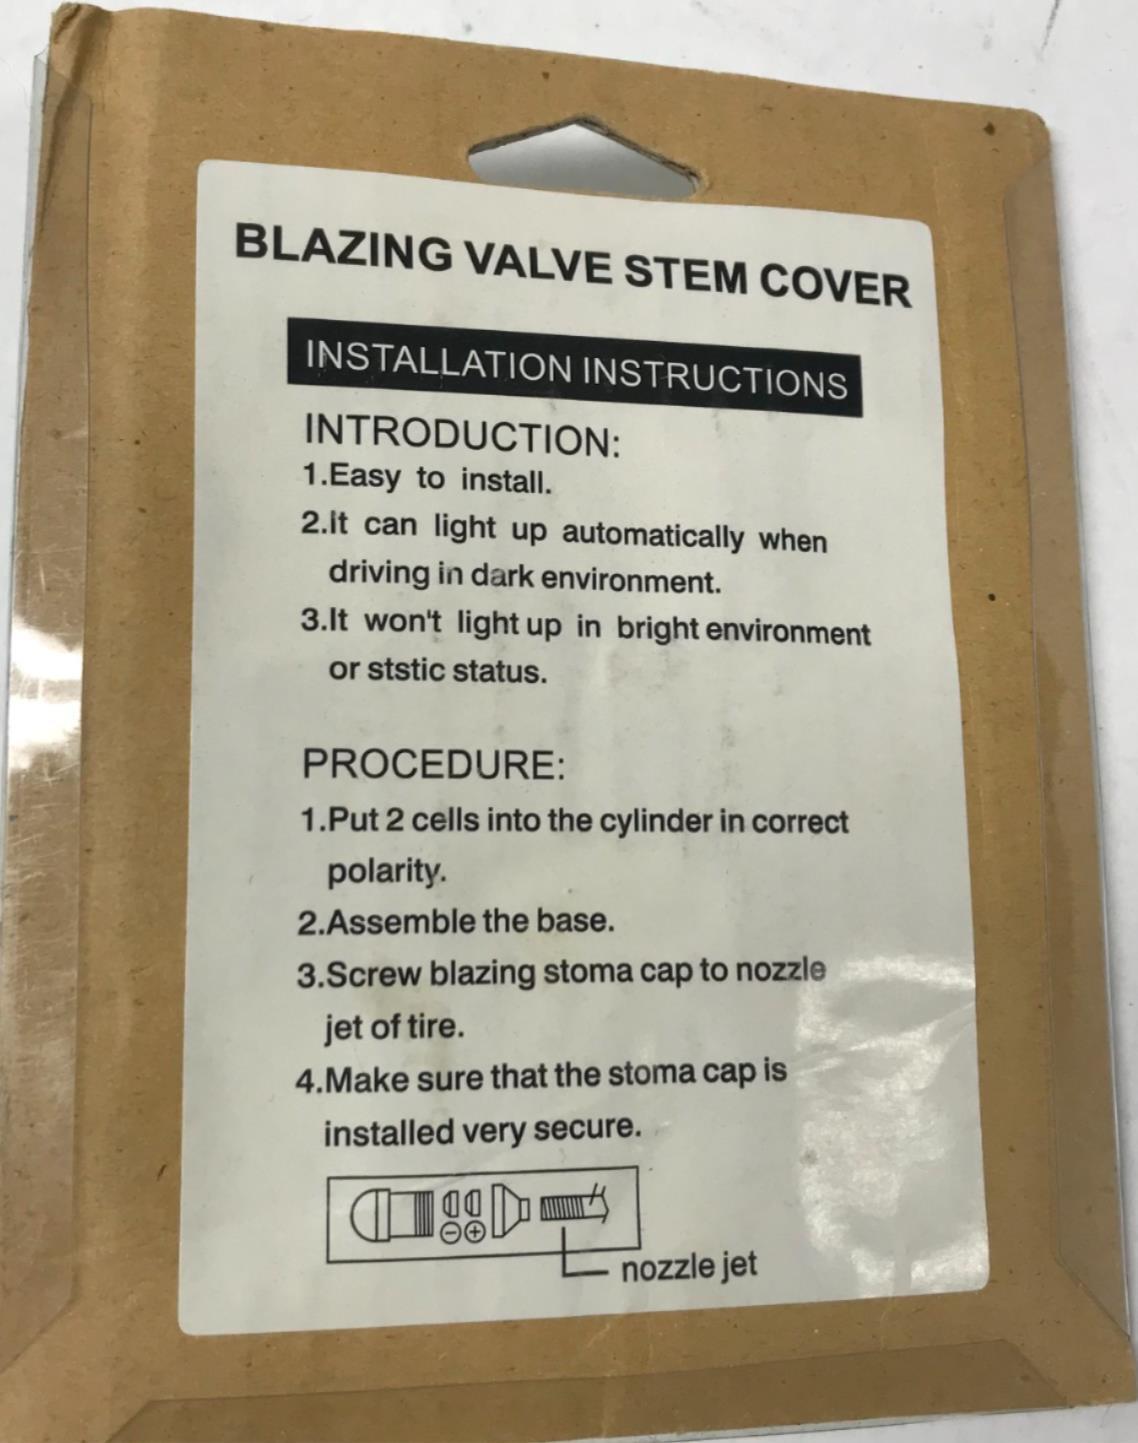 BLAZING VALVE STEM COVER
INSTALLATION INSTRUCTIONS
INTRODUCTION:
1.Easy to install.
2.It can light up automatically when
driving in dark environment.
3.It won't light up in bright environment
or ststic status.
PROCEDURE:
1.Put 2 cells into the cylinder in correct
polarity.
2.Assemble the base.
3.Screw blazing stoma cap to nozzle
jet of tire.
4.Make sure that the stoma cap is
installed very secure.
⊖⊕
nozzle jet